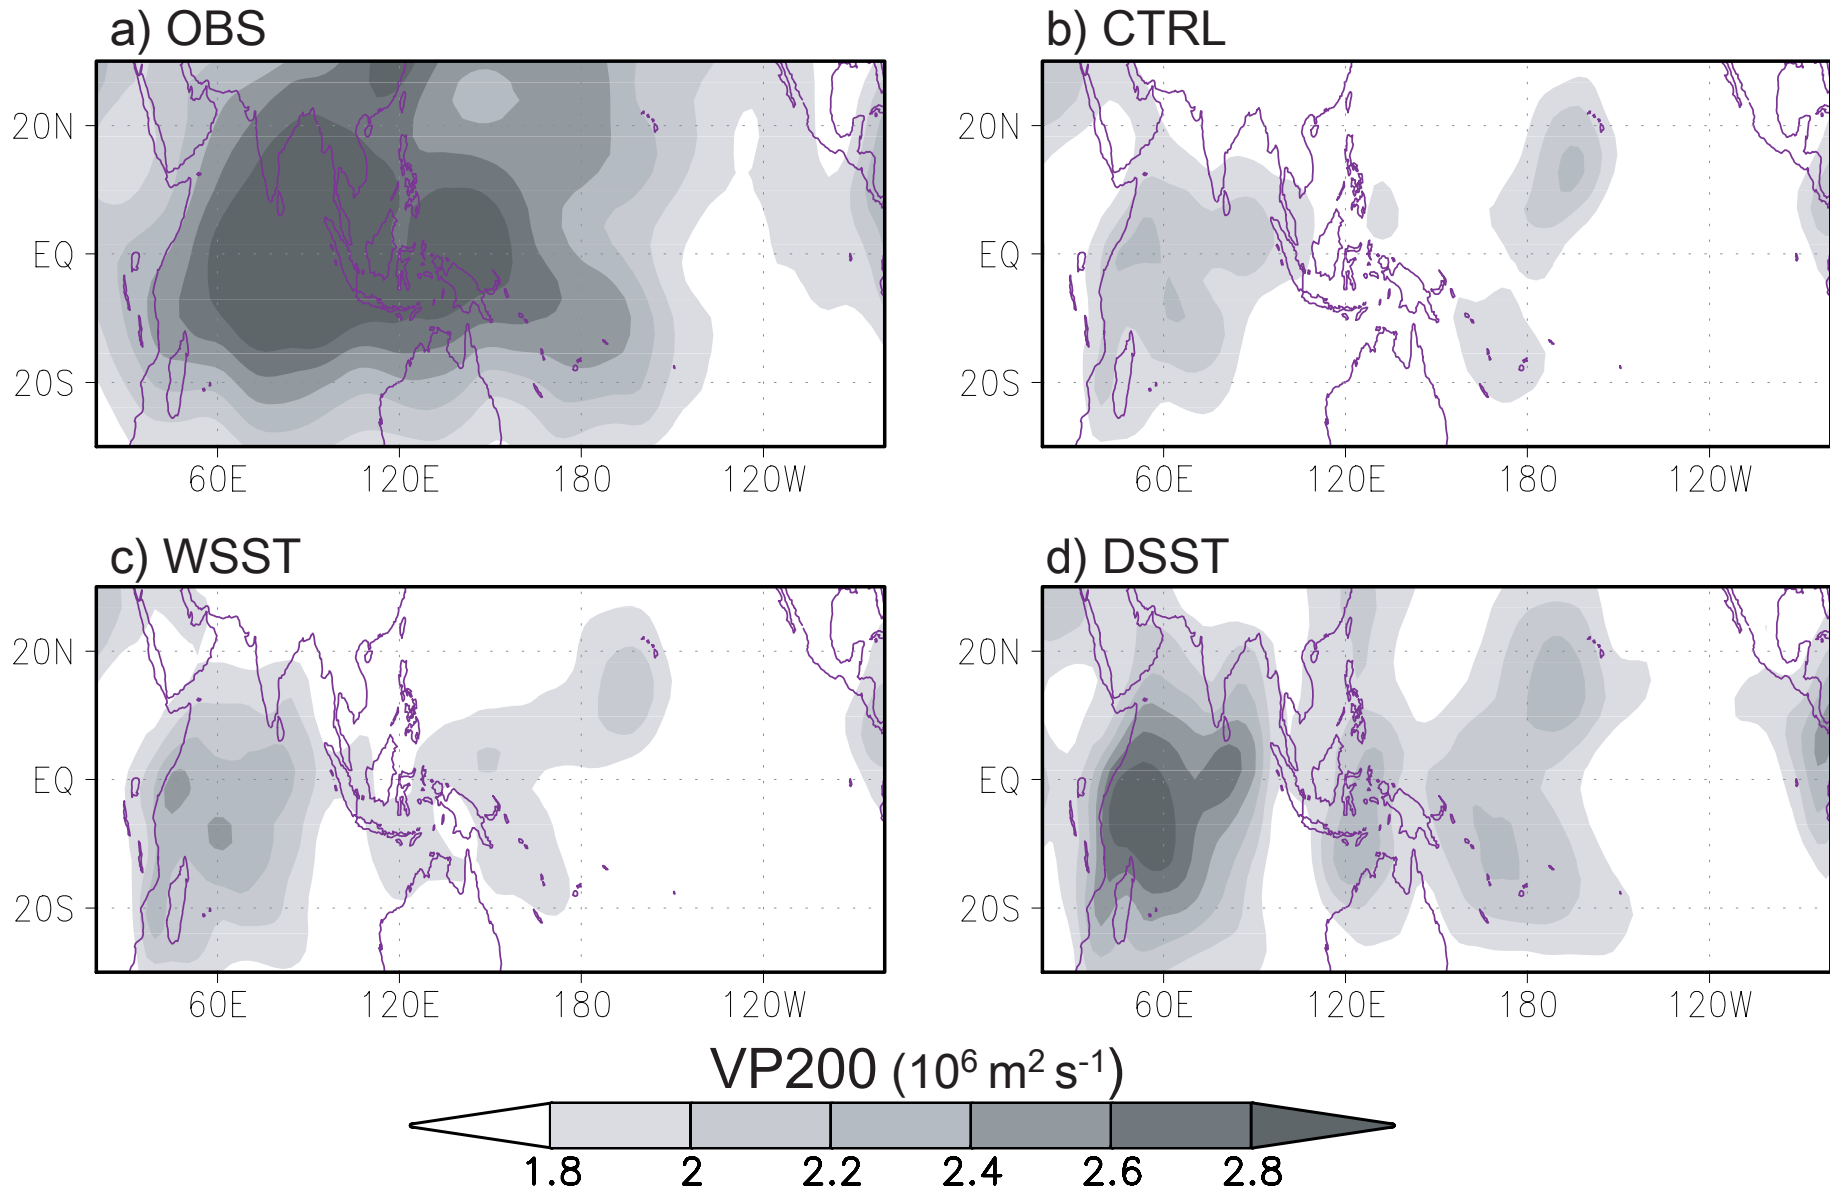 a) OBS
b) CTRL
20N
EQ
20S
60E 120E 180 120W
20N
EQ
20S
60E 120E 180 120W
c) WSST
d) DSST
20N
EQ
20S
60E 120E 180 120W
20N
EQ
20S
60E 120E 180 120W
VP200 (10⁶ m² s⁻¹)
1.8 2 2.2 2.4 2.6 2.8